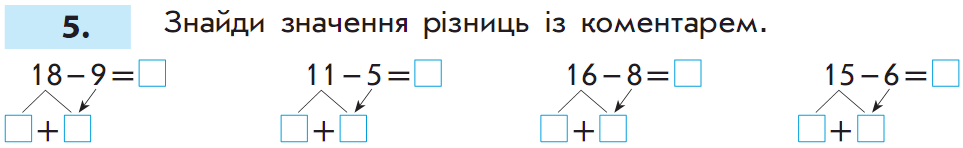 5. Знайди значення різниць із коментарем.
18 – 9 = □ 11 – 5 = □ 16 – 8 = □ 15 – 6 = □
□ + □ □ + □ □ + □ □ + □